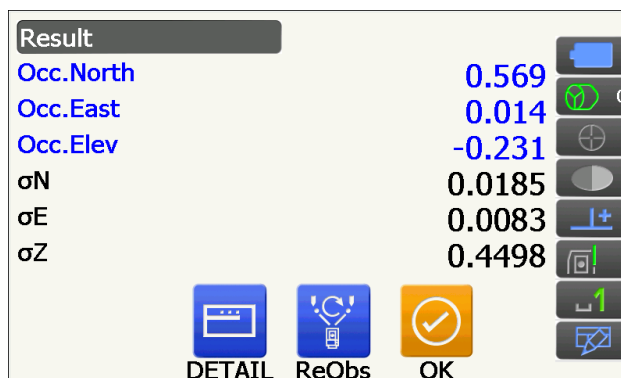 Result
Occ.North 0.569
Occ.East 0.014
Occ.Elev -0.231
σN 0.0185
σE 0.0083
σZ 0.4498
DETAIL ReObs OK
1